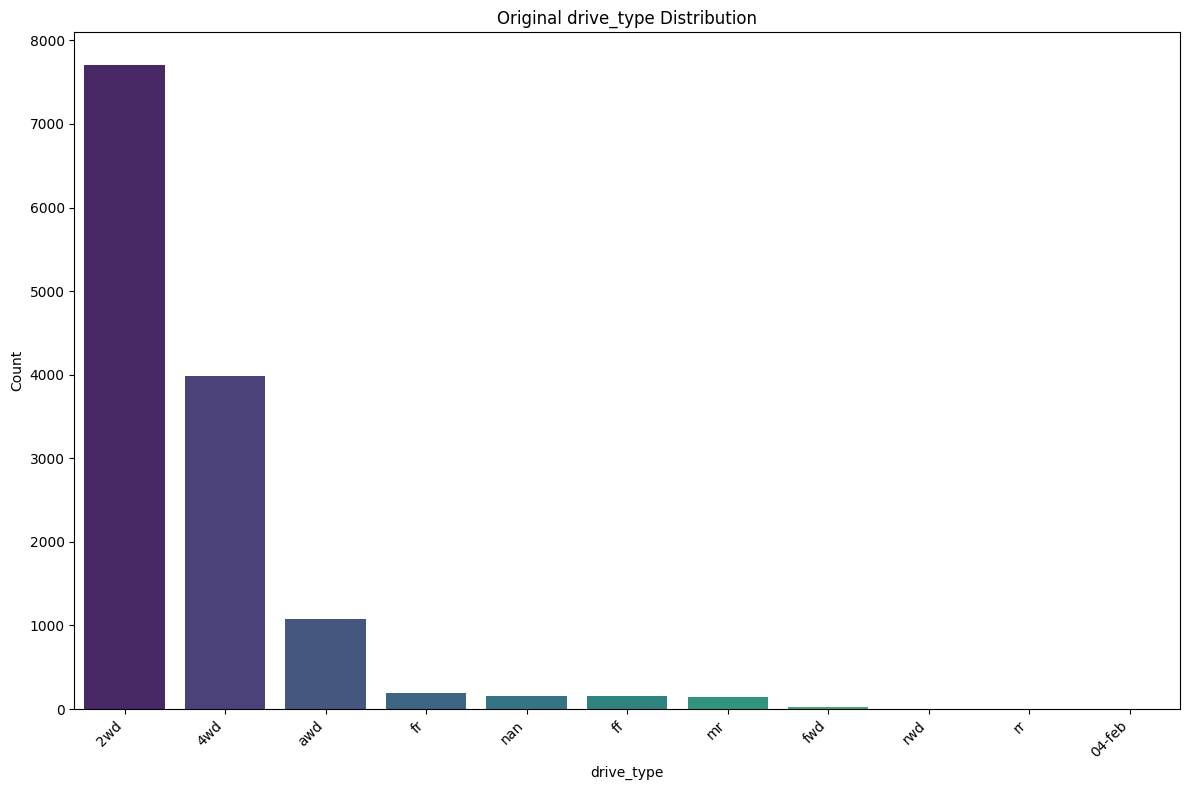 Original drive_type Distribution
8000
7000
6000
5000
4000
3000
2000
1000
0
Count
2wd
4wd
awd
fr
nan
ff
mr
fwd
rwd
rr
04-feb
drive_type